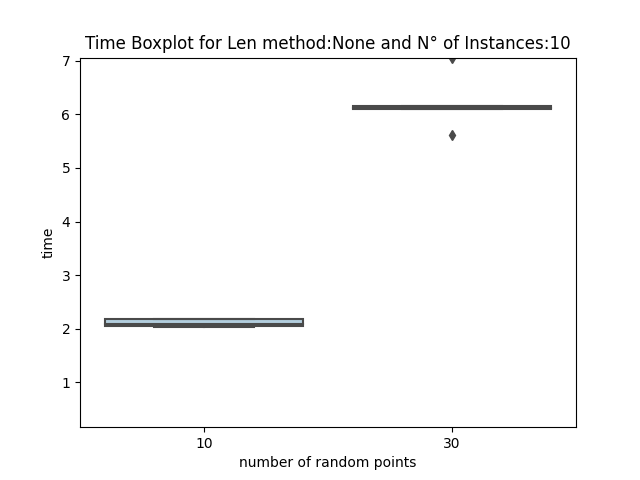 Time Boxplot for Len method:None and N° of Instances:10
7
6
5
4
3
2
1
time
10 30
number of random points